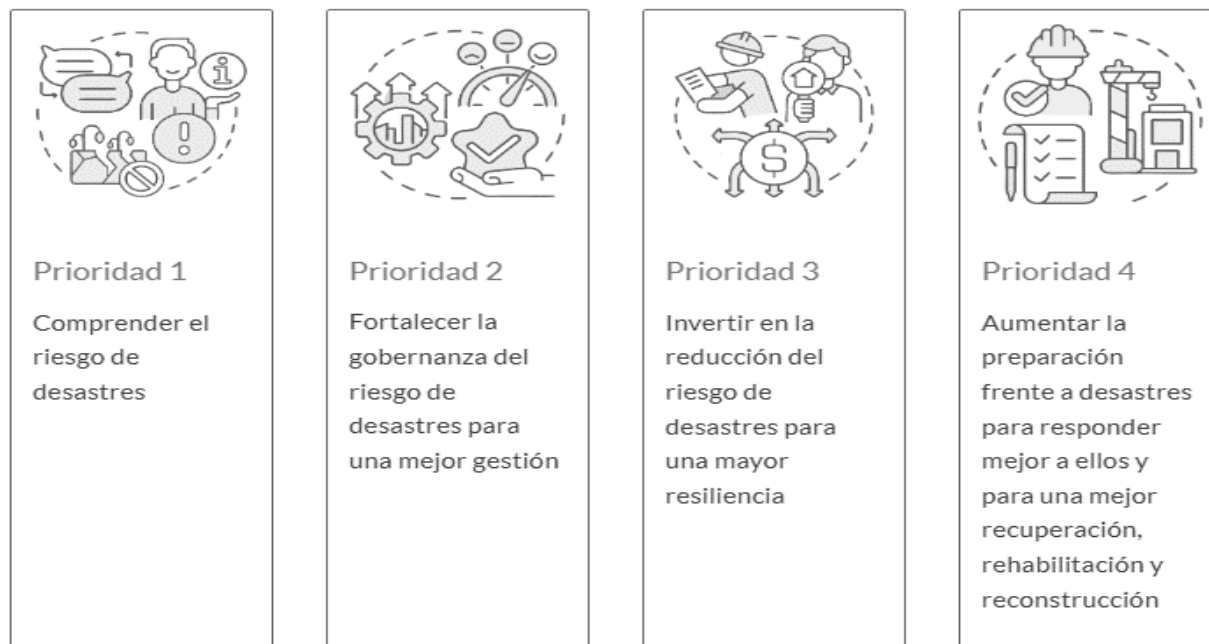 Prioridad 1
Comprender el
riesgo de
desastres
Prioridad 2
Fortalecer la
gobernanza del
riesgo de
desastres para
una mejor gestión
Prioridad 3
Invertir en la
reducción del
riesgo de
desastres para
una mayor
resiliencia
Prioridad 4
Aumentar la
preparación
frente a desastres
para responder
mejor a ellos y
para una mejor
recuperación,
rehabilitación y
reconstrucción